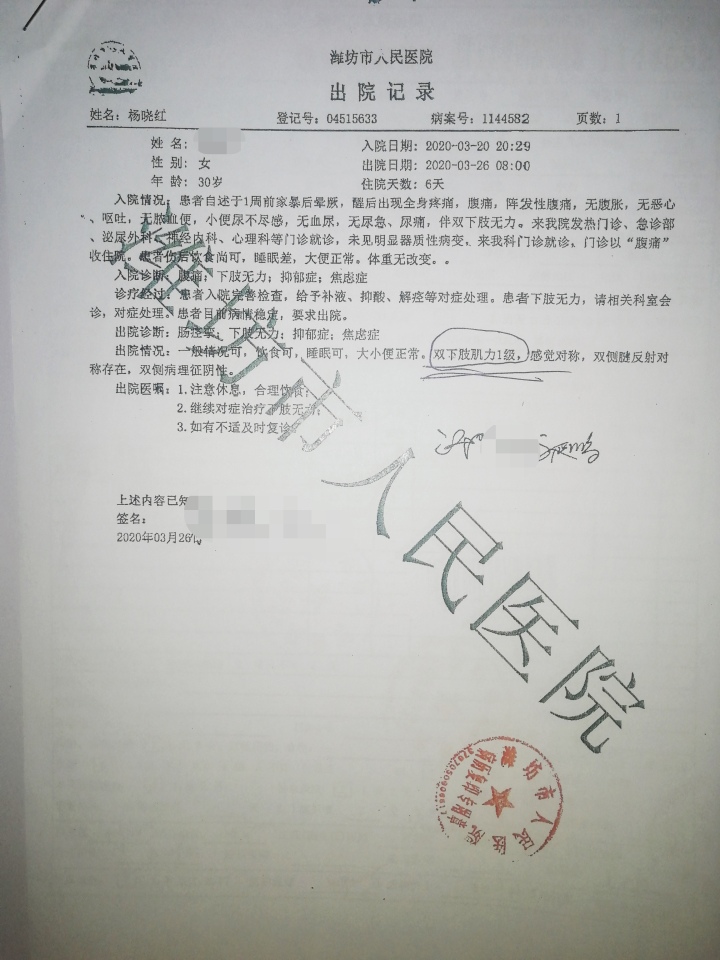 潍坊市人民医院
出院记录
姓名：杨晓红 登记号：04515633 病案号：1144582 页数：1
姓名： 入院日期：2020-03-20 20:29
性别：女 出院日期：2020-03-26 08:00
年龄：30岁 住院天数：6天
入院情况：患者自述于1周前家暴后晕厥，醒后出现全身疼痛，腹痛，阵发性腹痛，无腹胀，无恶心
、呕吐，无脓血便，小便尿不尽感，无血尿，无尿急、尿痛，伴双下肢无力。来我院发热门诊、急诊部
、泌尿外科、神经内科、心理科等门诊就诊，未见明显器质性病变。来我科门诊就诊，门诊以“腹痛”
收住院。患者伤后饮食尚可，睡眠差，大便正常。体重无改变。。
入院诊断：腹痛；下肢无力；抑郁症；焦虑症
诊疗经过：患者入院完善检查，给予补液、抑酸、解痉等对症处理。患者下肢无力，请相关科室会
诊，对症处理。患者目前病情稳定，要求出院。
出院诊断：肠痉挛；下肢无力；抑郁症；焦虑症
出院情况：一般情况可，饮食可，睡眠可，大小便正常。双下肢肌力1级，感觉对称，双侧腱反射对
称存在，双侧病理征阴性。
出院医嘱：1.注意休息，合理饮食；
2.继续对症治疗下肢无力；
3.如有不适及时复诊
上述内容已知
签名：
2020年03月26日
潍坊市人民医院
潍坊市人民医院
病历复印专用章